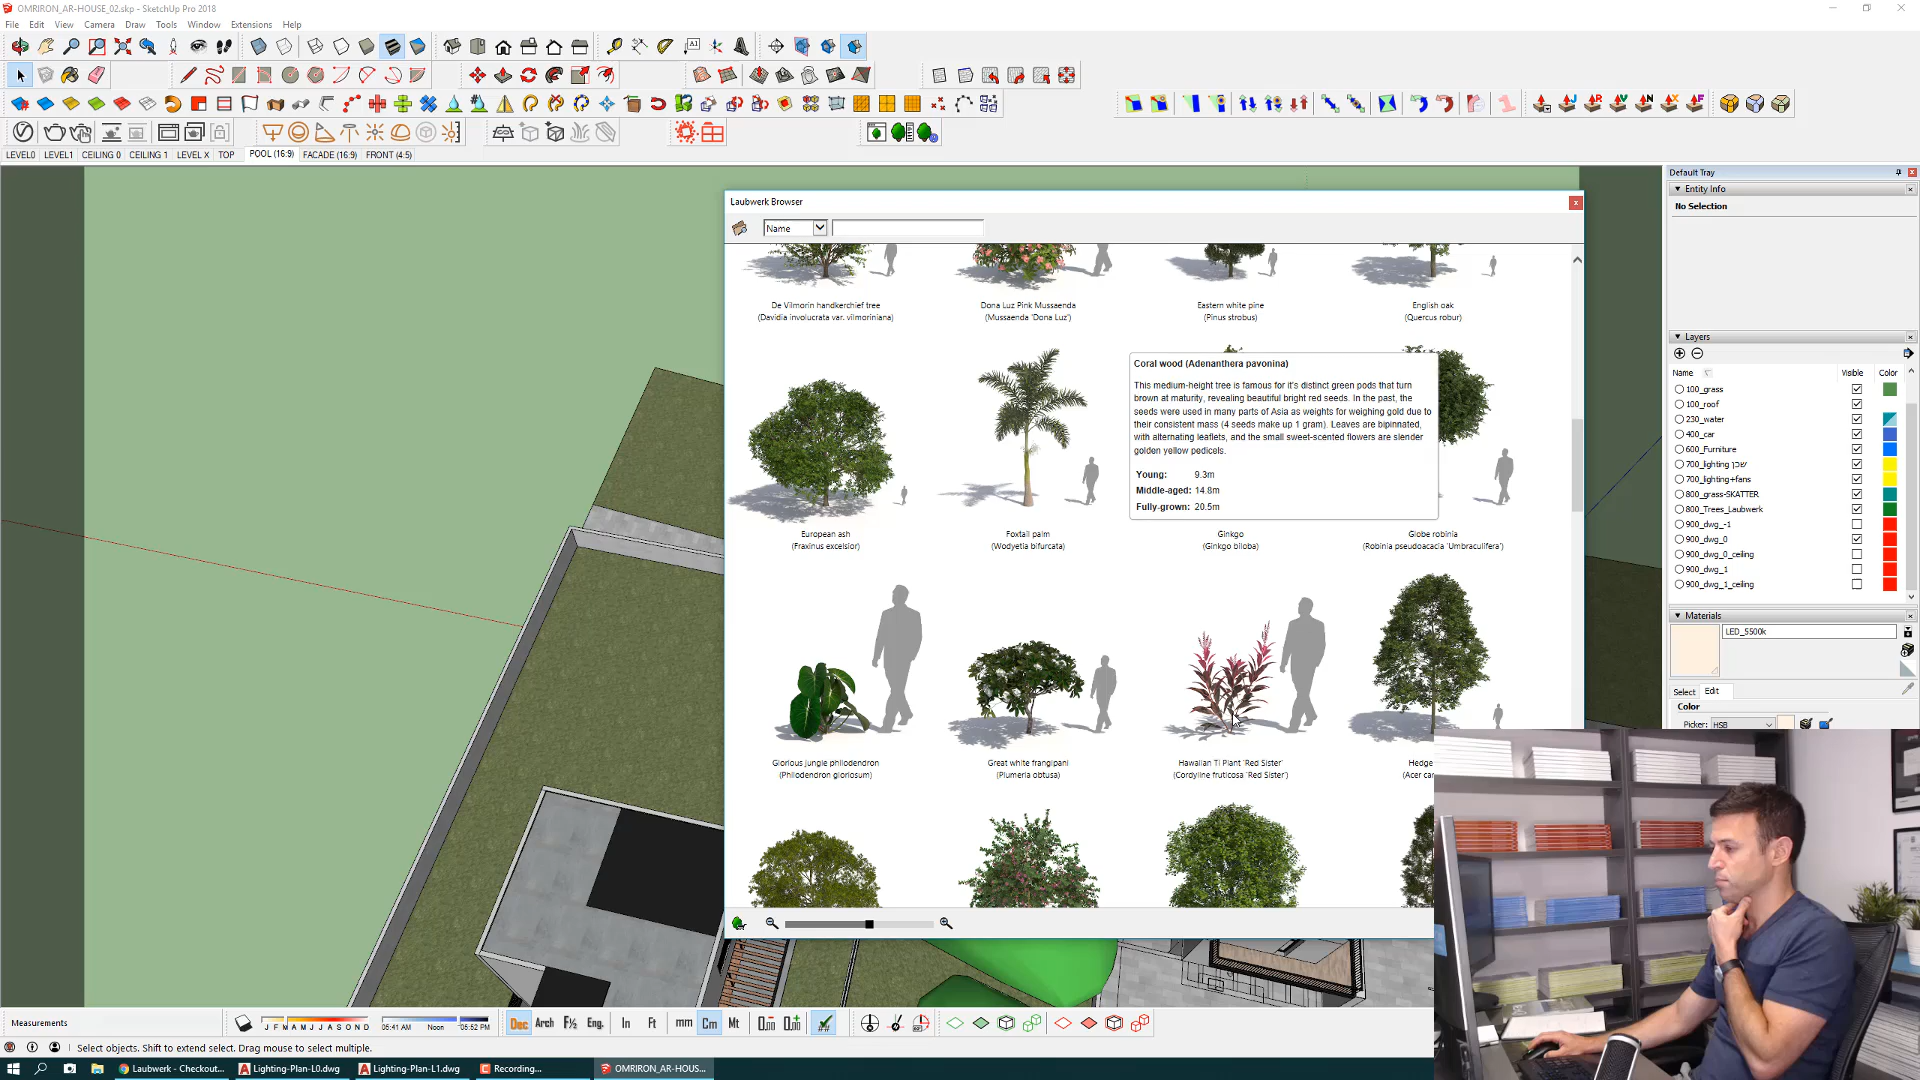 OMRIRON_AR-HOUSE_02.skp - SketchUp Pro 2018
File Edit View Camera Draw Tools Window Extensions Help
LEVEL0 LEVEL1 CEILING 0 CEILING 1 LEVEL X TOP POOL (16:9) FACADE (16:9) FRONT (4:5)
Laubwerk Browser
Name
De Vilmorin handkerchief tree
(Davidia involucrata var. vilmoriniana)
Dona Luz Pink Mussaenda
(Mussaenda 'Dona Luz')
Eastern white pine
(Pinus strobus)
English oak
(Quercus robur)
Coral wood (Adenanthera pavonina)
This medium-height tree is famous for it's distinct green pods that turn
brown at maturity, revealing beautiful bright red seeds. In the past, the
seeds were used in many parts of Asia as weights for weighing gold due to
their consistent mass (4 seeds make up 1 gram). Leaves are bipinnated,
with alternating leaflets, and the small sweet-scented flowers are slender
golden yellow pedicels.
Young: 9.3m
Middle-aged: 14.8m
Fully-grown: 20.5m
European ash
(Fraxinus excelsior)
Foxtail palm
(Wodyetia bifurcata)
Ginkgo
(Ginkgo biloba)
Globe robinia
(Robinia pseudoacacia 'Umbraculifera')
Glorious jungle philodendron
(Philodendron gloriosum)
Great white frangipani
(Plumeria obtusa)
Hawaiian Ti Plant 'Red Sister'
(Cordyline fruticosa 'Red Sister')
Hedge
(Acer ca
Default Tray
Entity Info
No Selection
Layers
Name Visible Color
100_grass
100_roof
230_water
400_car
600_Furniture
700_lighting שכן
700_lighting+fans
800_grass-SKATTER
800_Trees_Laubwerk
900_dwg_-1
900_dwg_0
900_dwg_0_ceiling
900_dwg_1
900_dwg_1_ceiling
Materials
LED_5500k
Select Edit
Color
Picker: HSB
Measurements
J F M A M J J A S O N D
05:41 AM Noon 05:52 PM
Dec Arch F½ Eng. In Ft mm Cm Mt
Select objects. Shift to extend select. Drag mouse to select multiple.
Laubwerk - Checkout... Lighting-Plan-L0.dwg Lighting-Plan-L1.dwg Recording... OMRIRON_AR-HOUS...